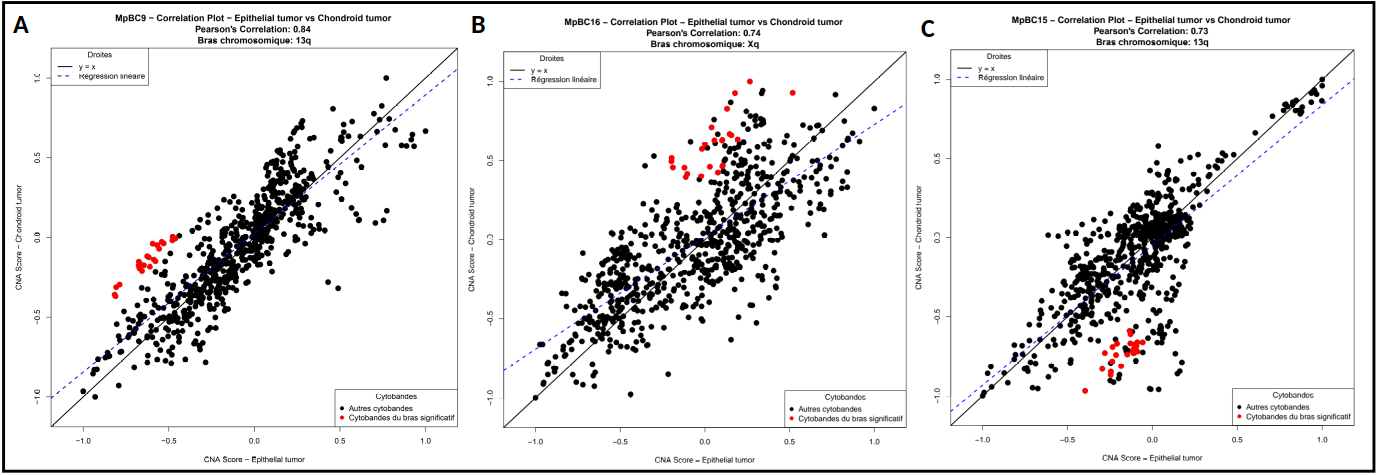 A
MpBC9 – Correlation Plot – Epithelial tumor vs Chondroid tumor
Pearson's Correlation: 0.84
Bras chromosomique: 13q
Droites
y = x
Régression linéaire
1.0
0.5
0.0
−0.5
−1.0
CNA Score – Chondroid tumor
Cytobandes
Autres cytobandes
Cytobandes du bras significatif
−1.0 −0.5 0.0 0.5 1.0
CNA Score – Epithelial tumor
B
MpBC16 – Correlation Plot – Epithelial tumor vs Chondroid tumor
Pearson's Correlation: 0.74
Bras chromosomique: Xq
Droites
y = x
Régression linéaire
1.0
0.5
0.0
−0.5
−1.0
CNA Score – Chondroid tumor
Cytobandes
Autres cytobandes
Cytobandes du bras significatif
−1.0 −0.5 0.0 0.5 1.0
CNA Score – Epithelial tumor
C
MpBC15 – Correlation Plot – Epithelial tumor vs Chondroid tumor
Pearson's Correlation: 0.73
Bras chromosomique: 13q
Droites
y = x
Régression linéaire
1.0
0.5
0.0
−0.5
−1.0
CNA Score – Chondroid tumor
Cytobandes
Autres cytobandes
Cytobandes du bras significatif
−1.0 −0.5 0.0 0.5 1.0
CNA Score – Epithelial tumor